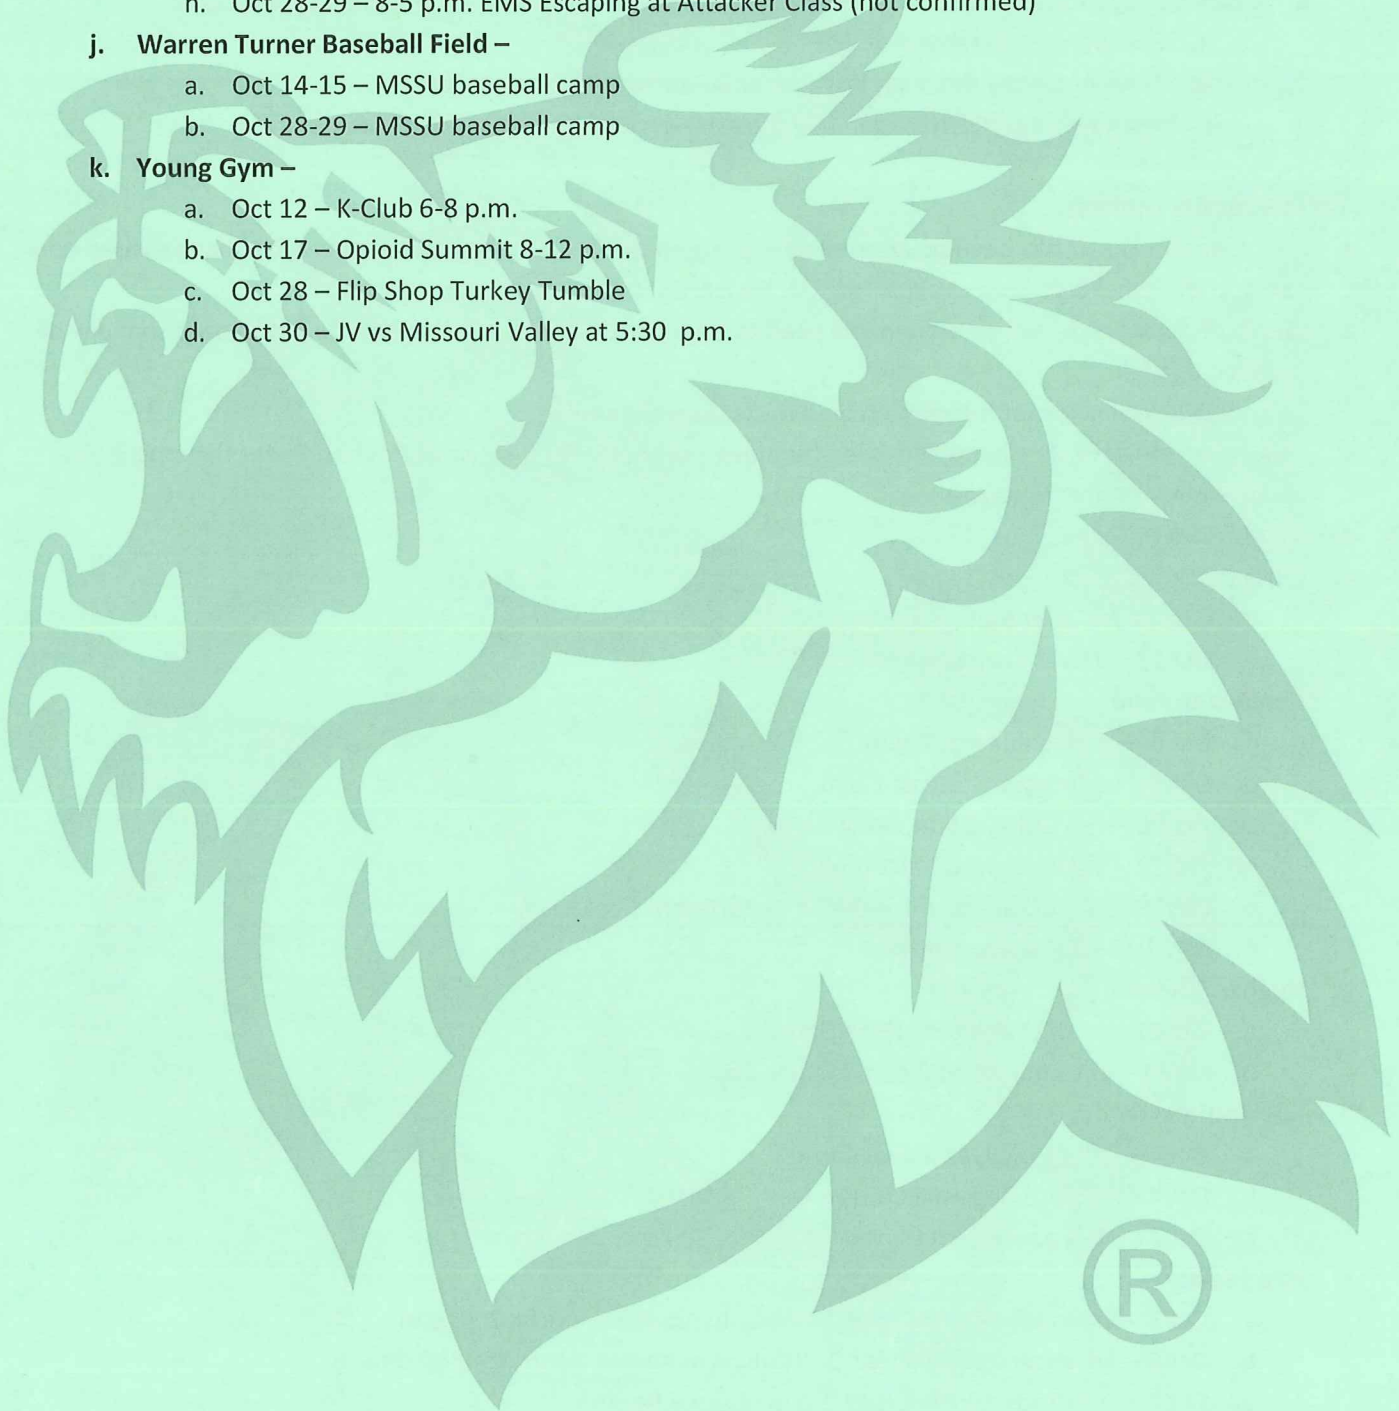 h. Oct 28-29 – 8-5 p.m. EMS Escaping at Attacker Class (not confirmed)
j. Warren Turner Baseball Field –
a. Oct 14-15 – MSSU baseball camp
b. Oct 28-29 – MSSU baseball camp
k. Young Gym –
a. Oct 12 – K-Club 6-8 p.m.
b. Oct 17 – Opioid Summit 8-12 p.m.
c. Oct 28 – Flip Shop Turkey Tumble
d. Oct 30 – JV vs Missouri Valley at 5:30 p.m.
®